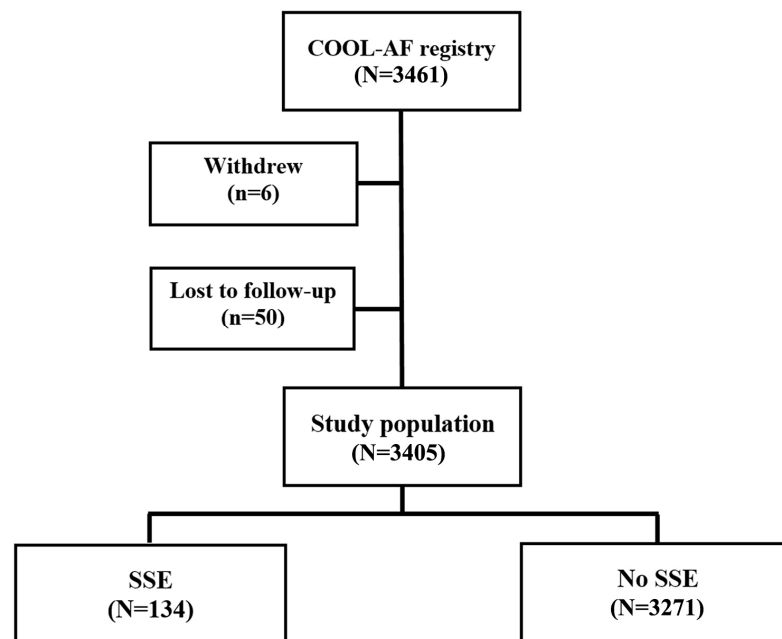 COOL-AF registry
(N=3461)
Withdrew
(n=6)
Lost to follow-up
(n=50)
Study population
(N=3405)
SSE
(N=134)
No SSE
(N=3271)